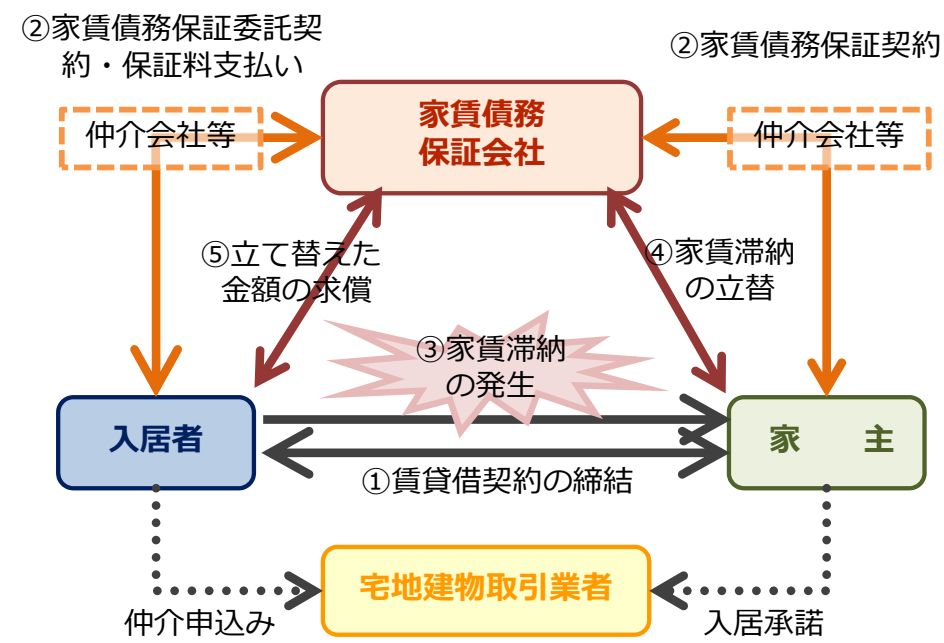 ②家賃債務保証委託契
約・保証料支払い
②家賃債務保証契約
仲介会社等
家賃債務
保証会社
仲介会社等
⑤立て替えた
金額の求償
④家賃滞納
の立替
③家賃滞納
の発生
入居者
家　主
①賃貸借契約の締結
宅地建物取引業者
仲介申込み
入居承諾